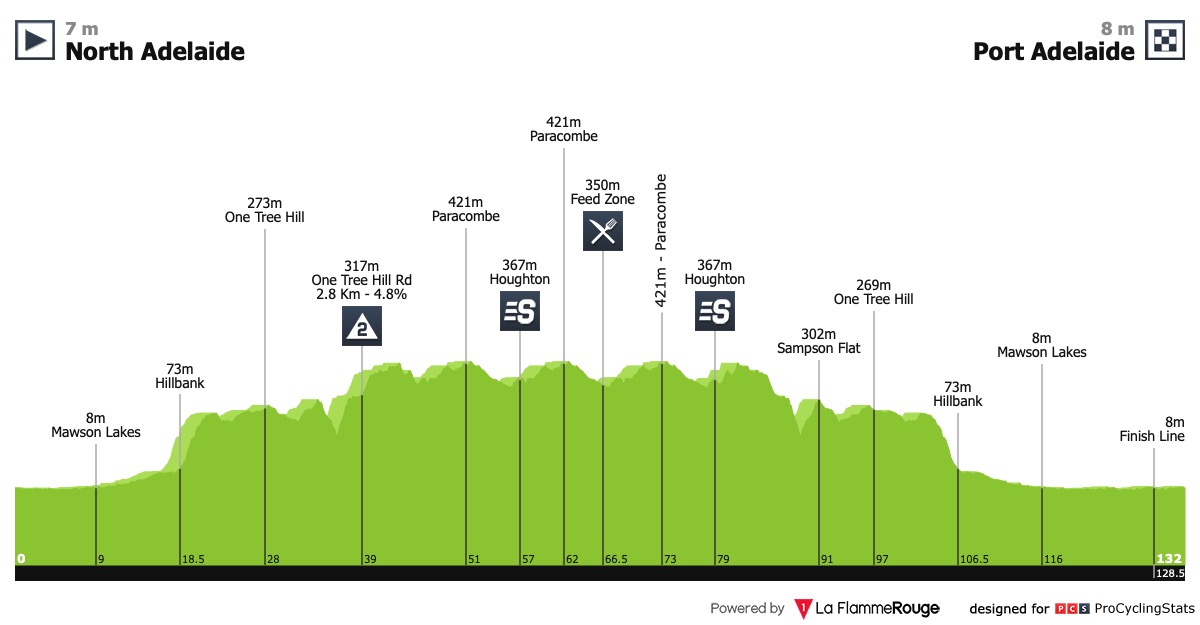 7 m
North Adelaide
8 m
Port Adelaide
421m
Paracombe
273m
One Tree Hill
421m
Paracombe
350m
Feed Zone
421m - Paracombe
317m
One Tree Hill Rd
2.8 Km - 4.8%
2
367m
Houghton
S
367m
Houghton
S
269m
One Tree Hill
302m
Sampson Flat
8m
Mawson Lakes
73m
Hillbank
73m
Hillbank
8m
Mawson Lakes
8m
Finish Line
0
9
18.5
28
39
51
57
62
66.5
73
79
91
97
106.5
116
132
128.5
Powered by 1 La FlammeRouge designed for PCS ProCyclingStats